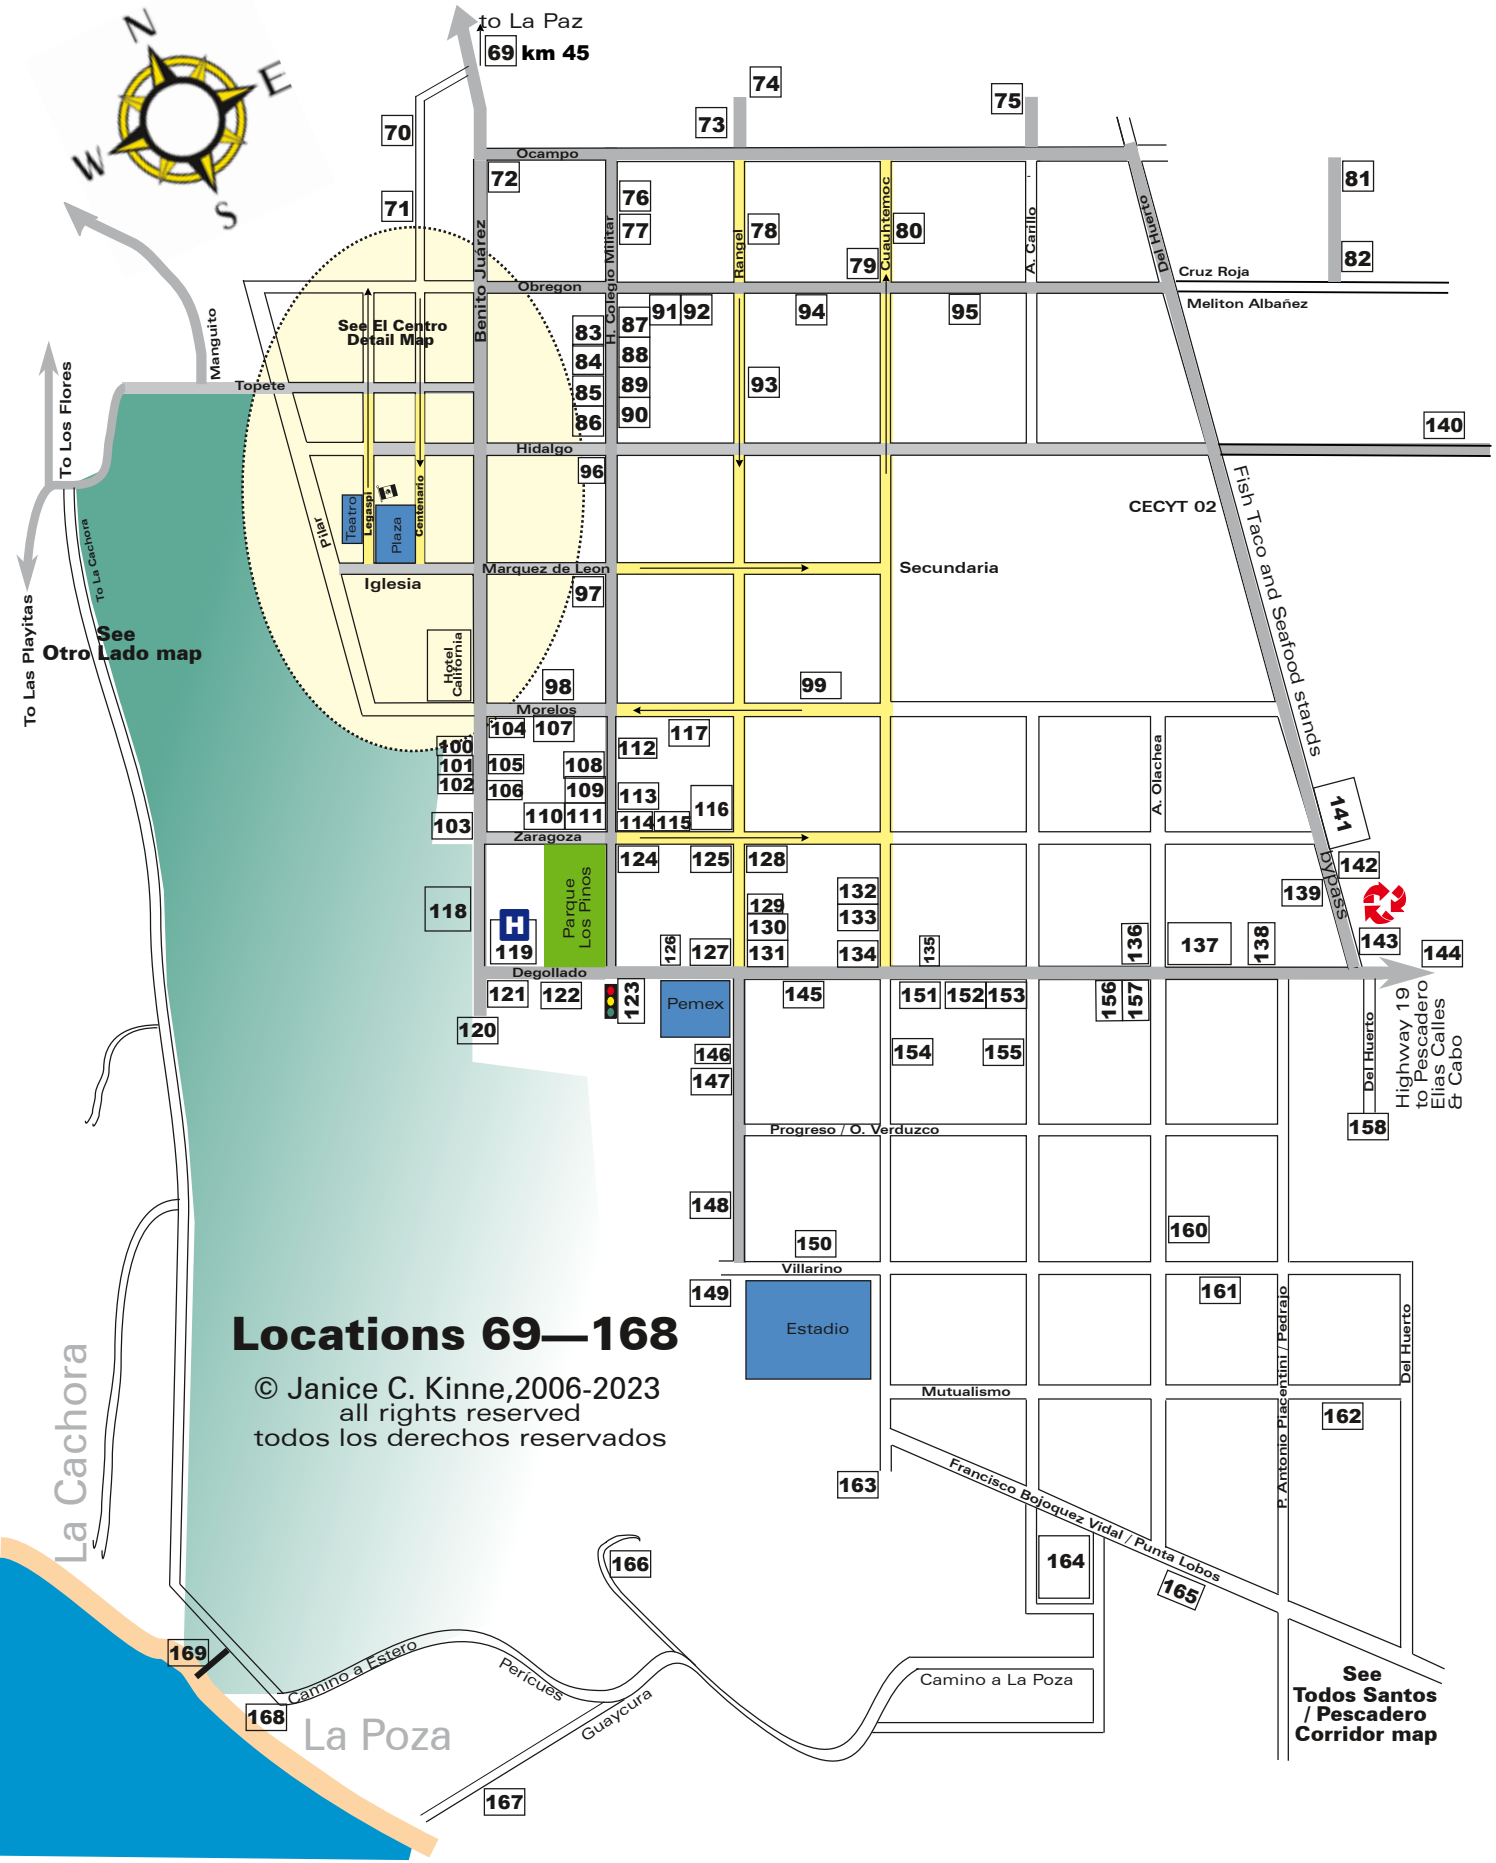 N
E
W
S
to La Paz
69 km 45
70
71
72
73
74
75
76
77
78
79
80
81
82
Ocampo
Benito Juárez
H. Colegio Militar
Rangel
Cuauhtemoc
A. Carillo
Del Huerto
Cruz Roja
Meliton Albañez
Obregon
See El Centro
Detail Map
83
84
85
86
87
88
89
90
91
92
93
94
95
Manguito
To Los Flores
Topete
Hidalgo
140
96
CECYT 02
Fish Taco and Seafood stands
Teatro
Legaspi
Plaza
Centenario
Pilar
To La Cachora
Marquez de Leon
Secundaria
Iglesia
97
To Las Playitas
See
Otro Lado map
Hotel
California
98
99
Morelos
100
101
102
103
104
105
106
107
108
109
110
111
112
113
114
115
116
117
A. Olachea
141
Zaragoza
bypass
142
139
118
H
119
Parque
Los Pinos
124
125
126
127
128
129
130
131
132
133
134
135
136
137
138
143
144
Degollado
120
121
122
123
Pemex
145
146
147
148
149
150
151
152
153
154
155
156
157
Del Huerto
158
Highway 19
to Pescadero
Elias Calles
& Cabo
Progreso / O. Verduzco
160
Villarino
161
Estadio
P. Antonio Piacentini / Pedrajo
Del Huerto
Mutualismo
162
163
Francisco Bojoquez Vidal / Punta Lobos
164
165
Locations 69—168
© Janice C. Kinne,2006-2023
all rights reserved
todos los derechos reservados
La Cachora
166
169
Camino a Estero
Perícues
Guaycura
168
La Poza
167
Camino a La Poza
See
Todos Santos
/ Pescadero
Corridor map